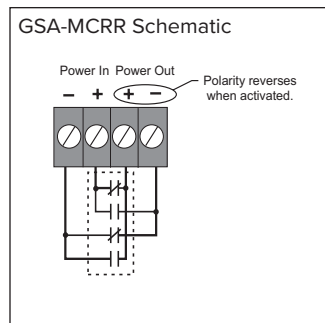 GSA-MCRR Schematic
Power In Power Out
− + + −
Polarity reverses
when activated.